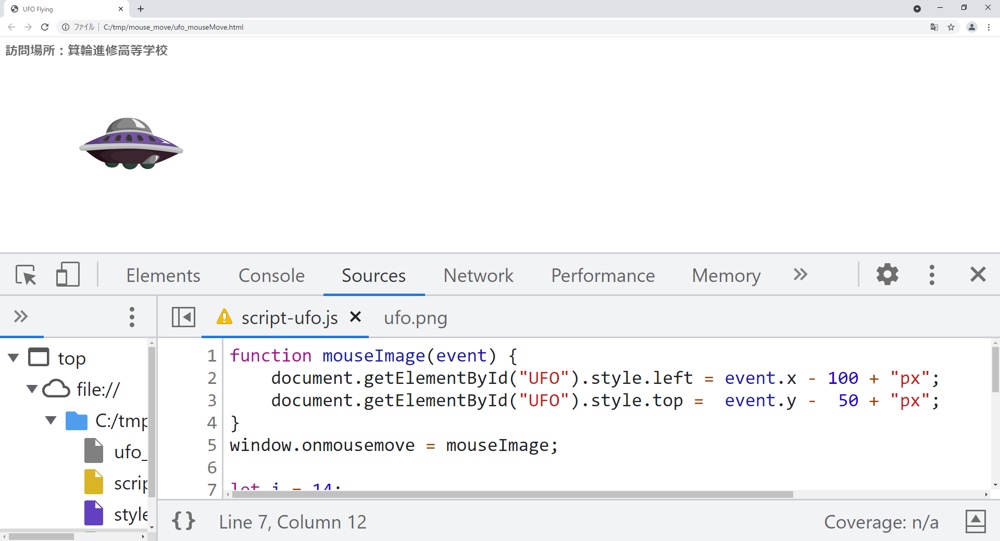 UFO Flying
ファイル C:/tmp/mouse_move/ufo_mouseMove.html
訪問場所：箕輪進修高等学校
Elements Console Sources Network Performance Memory
script-ufo.js ufo.png
top
file://
C:/tmp
ufo_
scrip
style
1 function mouseImage(event) {
2 document.getElementById("UFO").style.left = event.x - 100 + "px";
3 document.getElementById("UFO").style.top = event.y - 50 + "px";
4 }
5 window.onmousemove = mouseImage;
6
7 let i = 14;
{} Line 7, Column 12 Coverage: n/a